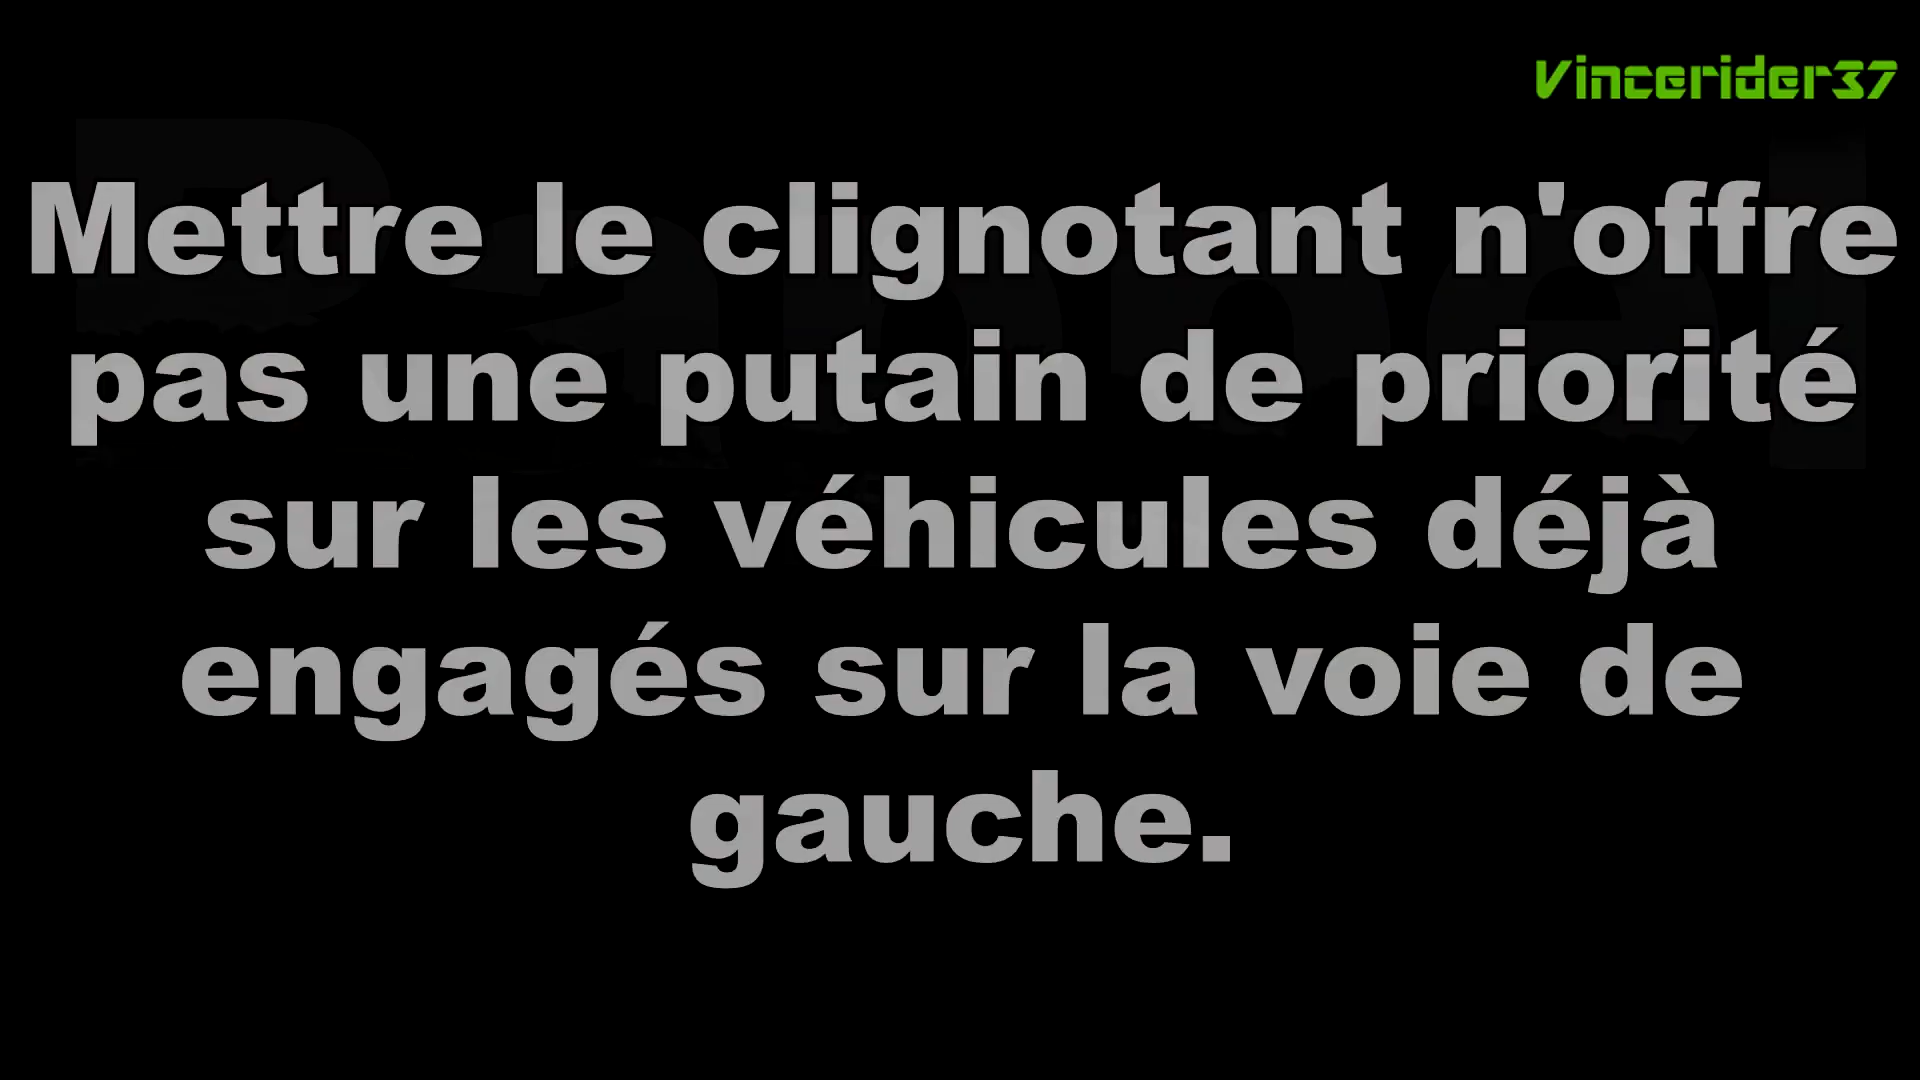 Vincerider37
Mettre le clignotant n'offre
pas une putain de priorité
sur les véhicules déjà
engagés sur la voie de
gauche.